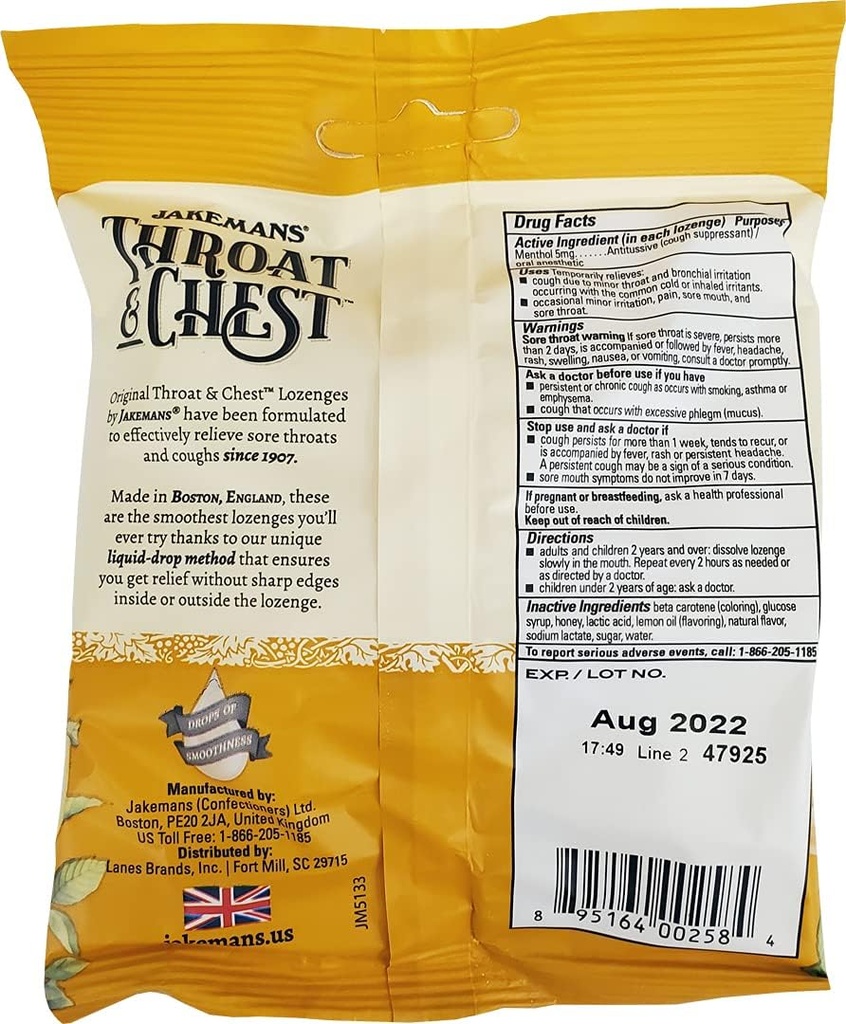 JAKEMANS®
THROAT
& CHEST™
Original Throat & Chest™ Lozenges
by JAKEMANS® have been formulated
to effectively relieve sore throats
and coughs since 1907.
Made in BOSTON, ENGLAND, these
are the smoothest lozenges you'll
ever try thanks to our unique
liquid-drop method that ensures
you get relief without sharp edges
inside or outside the lozenge.
DROPS OF
SMOOTHNESS
Manufactured by:
Jakemans (Confectioners) Ltd.
Boston, PE20 2JA, United Kingdom
US Toll Free: 1-866-205-1185
Distributed by:
Lanes Brands, Inc. | Fort Mill, SC 29715
jakemans.us
JM5133
Drug Facts
Active Ingredient (in each lozenge) Purposes
Menthol 5mg.......Antitussive (cough suppressant) /
oral anesthetic
Uses Temporarily relieves:
■ cough due to minor throat and bronchial irritation
occurring with the common cold or inhaled irritants.
■ occasional minor irritation, pain, sore mouth, and
sore throat.
Warnings
Sore throat warning If sore throat is severe, persists more
than 2 days, is accompanied or followed by fever, headache,
rash, swelling, nausea, or vomiting, consult a doctor promptly.
Ask a doctor before use if you have
■ persistent or chronic cough as occurs with smoking, asthma or
emphysema.
■ cough that occurs with excessive phlegm (mucus).
Stop use and ask a doctor if
■ cough persists for more than 1 week, tends to recur, or
is accompanied by fever, rash or persistent headache.
A persistent cough may be a sign of a serious condition.
■ sore mouth symptoms do not improve in 7 days.
If pregnant or breastfeeding, ask a health professional
before use.
Keep out of reach of children.
Directions
■ adults and children 2 years and over: dissolve lozenge
slowly in the mouth. Repeat every 2 hours as needed or
as directed by a doctor.
■ children under 2 years of age: ask a doctor.
Inactive Ingredients beta carotene (coloring), glucose
syrup, honey, lactic acid, lemon oil (flavoring), natural flavor,
sodium lactate, sugar, water.
To report serious adverse events, call: 1-866-205-1185
EXP. / LOT NO.
Aug 2022
17:49 Line 2 47925
8 95164 00258 4